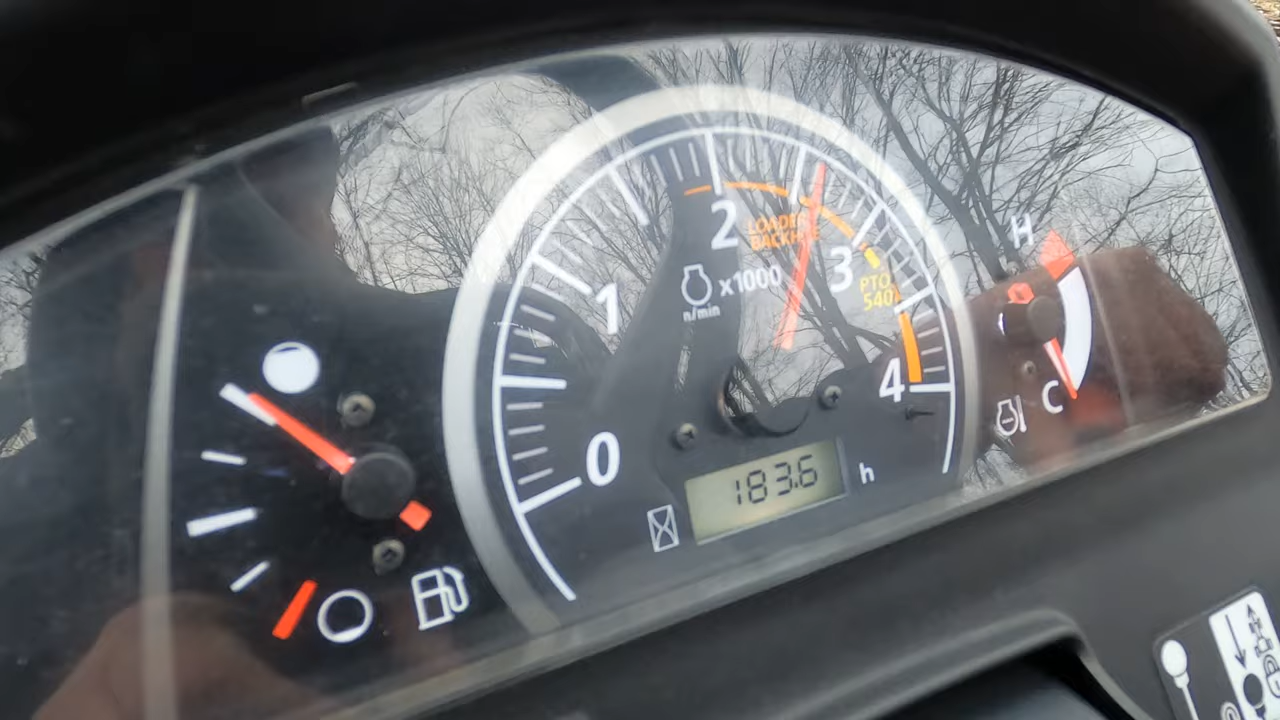 2
LOADER
BACKHOE
1
x1000
n/min
3
PTO
540
H
0
4
C
183.6 h